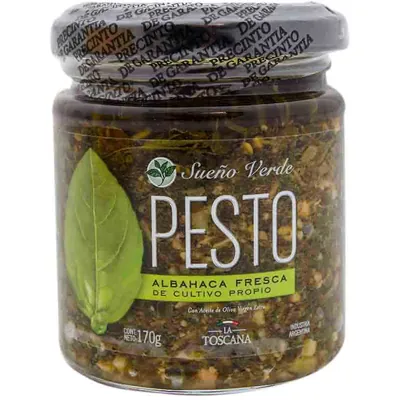 PRECINTO
DE GARANTIA
Sueño Verde
PESTO
ALBAHACA FRESCA
DE CULTIVO PROPIO
Con Aceite de Oliva Virgen Extra
CONT.
NETO: 170g
LA
TOSCANA
INDUSTRIA
ARGENTINA